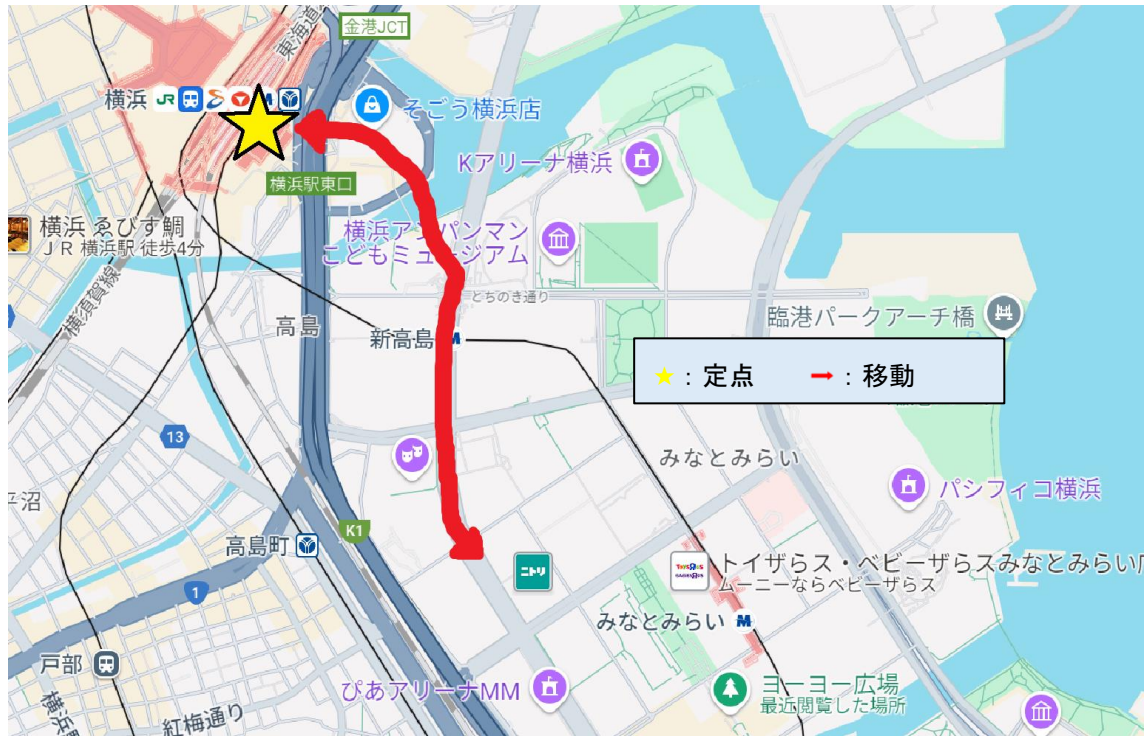 金港JCT
東海道
横浜 JR
そごう横浜店
Kアリーナ横浜
横浜駅東口
横浜 ゑびす鯛
JR 横浜駅 徒歩4分
横浜アンパンマン
こどもミュージアム
とちのき通り
横須賀線
高島
新高島
臨港パークアーチ橋
★：定点 →：移動
13
みなとみらい
パシフィコ横浜
平沼
K1
高島町
ニトリ
トイザらス・ベビーザらスみなとみらい店
ムーニーならベビーザらス
TOYSЯUS
BABIESЯUS
1
みなとみらい
戸部
ぴあアリーナMM
ヨーヨー広場
最近閲覧した場所
紅梅通り